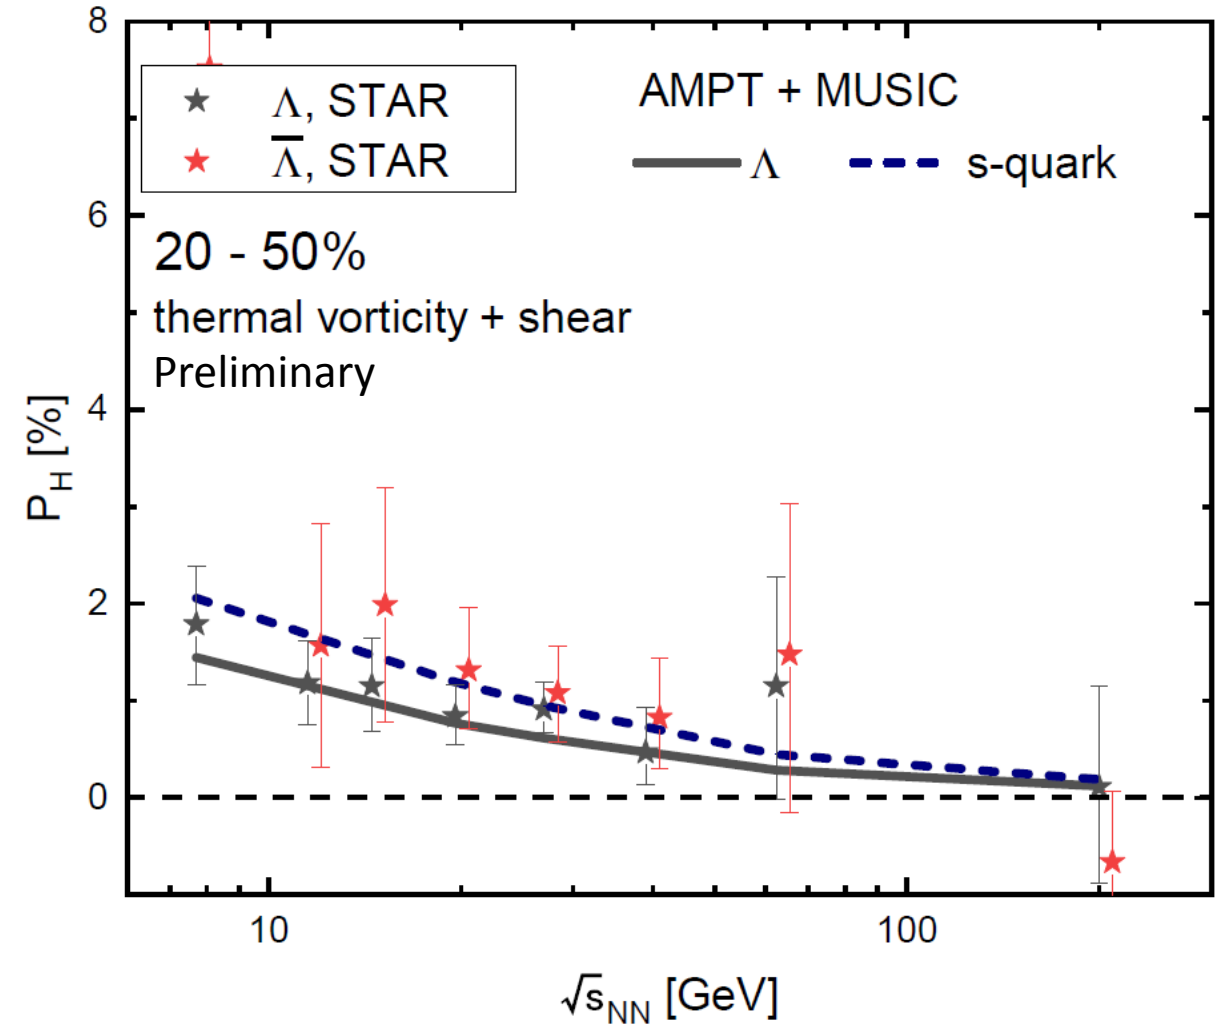 8
6
4
2
0
P_H [%]
Λ, STAR
Λ̅, STAR
AMPT + MUSIC
Λ s-quark
20 - 50%
thermal vorticity + shear
Preliminary
10 100
√s_NN [GeV]